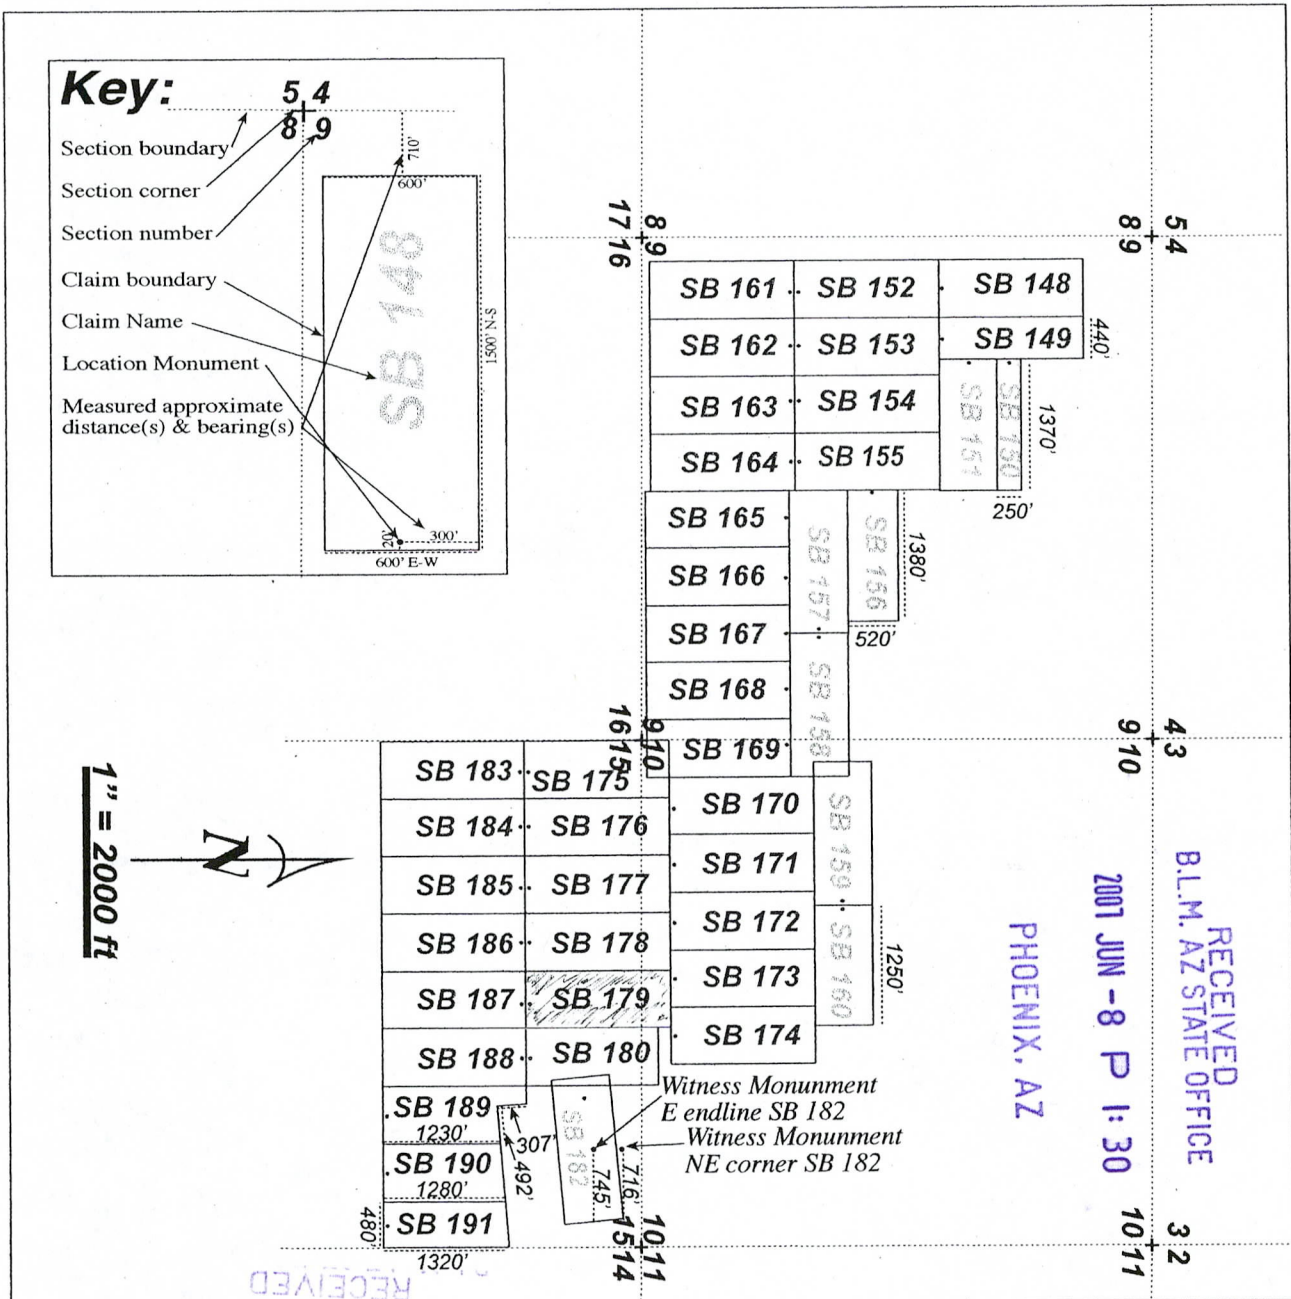 Key:
5 4
8 9
Section boundary
Section corner
Section number
Claim boundary
Claim Name
Location Monument
Measured approximate
distance(s) & bearing(s)
710'
600'
SB 148
1500' N-S
20'
300'
600' E-W
8 9
17 16
5 4
8 9
SB 161
SB 152
SB 148
SB 162
SB 153
SB 149
440'
SB 163
SB 154
SB 151
SB 150
1370'
SB 164
SB 155
250'
SB 165
SB 157
SB 156
1380'
SB 166
SB 167
520'
SB 168
SB 158
SB 169
9 10
16 15
4 3
9 10
SB 183
SB 175
SB 170
SB 159
SB 184
SB 176
SB 171
SB 185
SB 177
SB 172
SB 160
1250'
SB 186
SB 178
SB 173
SB 187
SB 179
SB 174
SB 188
SB 180
SB 189
1230'
307'
SB 182
Witness Monunment
E endline SB 182
Witness Monunment
NE corner SB 182
SB 190
1280'
492'
745'
716'
SB 191
480'
1320'
10 11
15 14
3 2
10 11
1" = 2000 ft
N
RECEIVED
B.L.M. AZ STATE OFFICE
2007 JUN -8 P 1:30
PHOENIX, AZ
RECEIVED